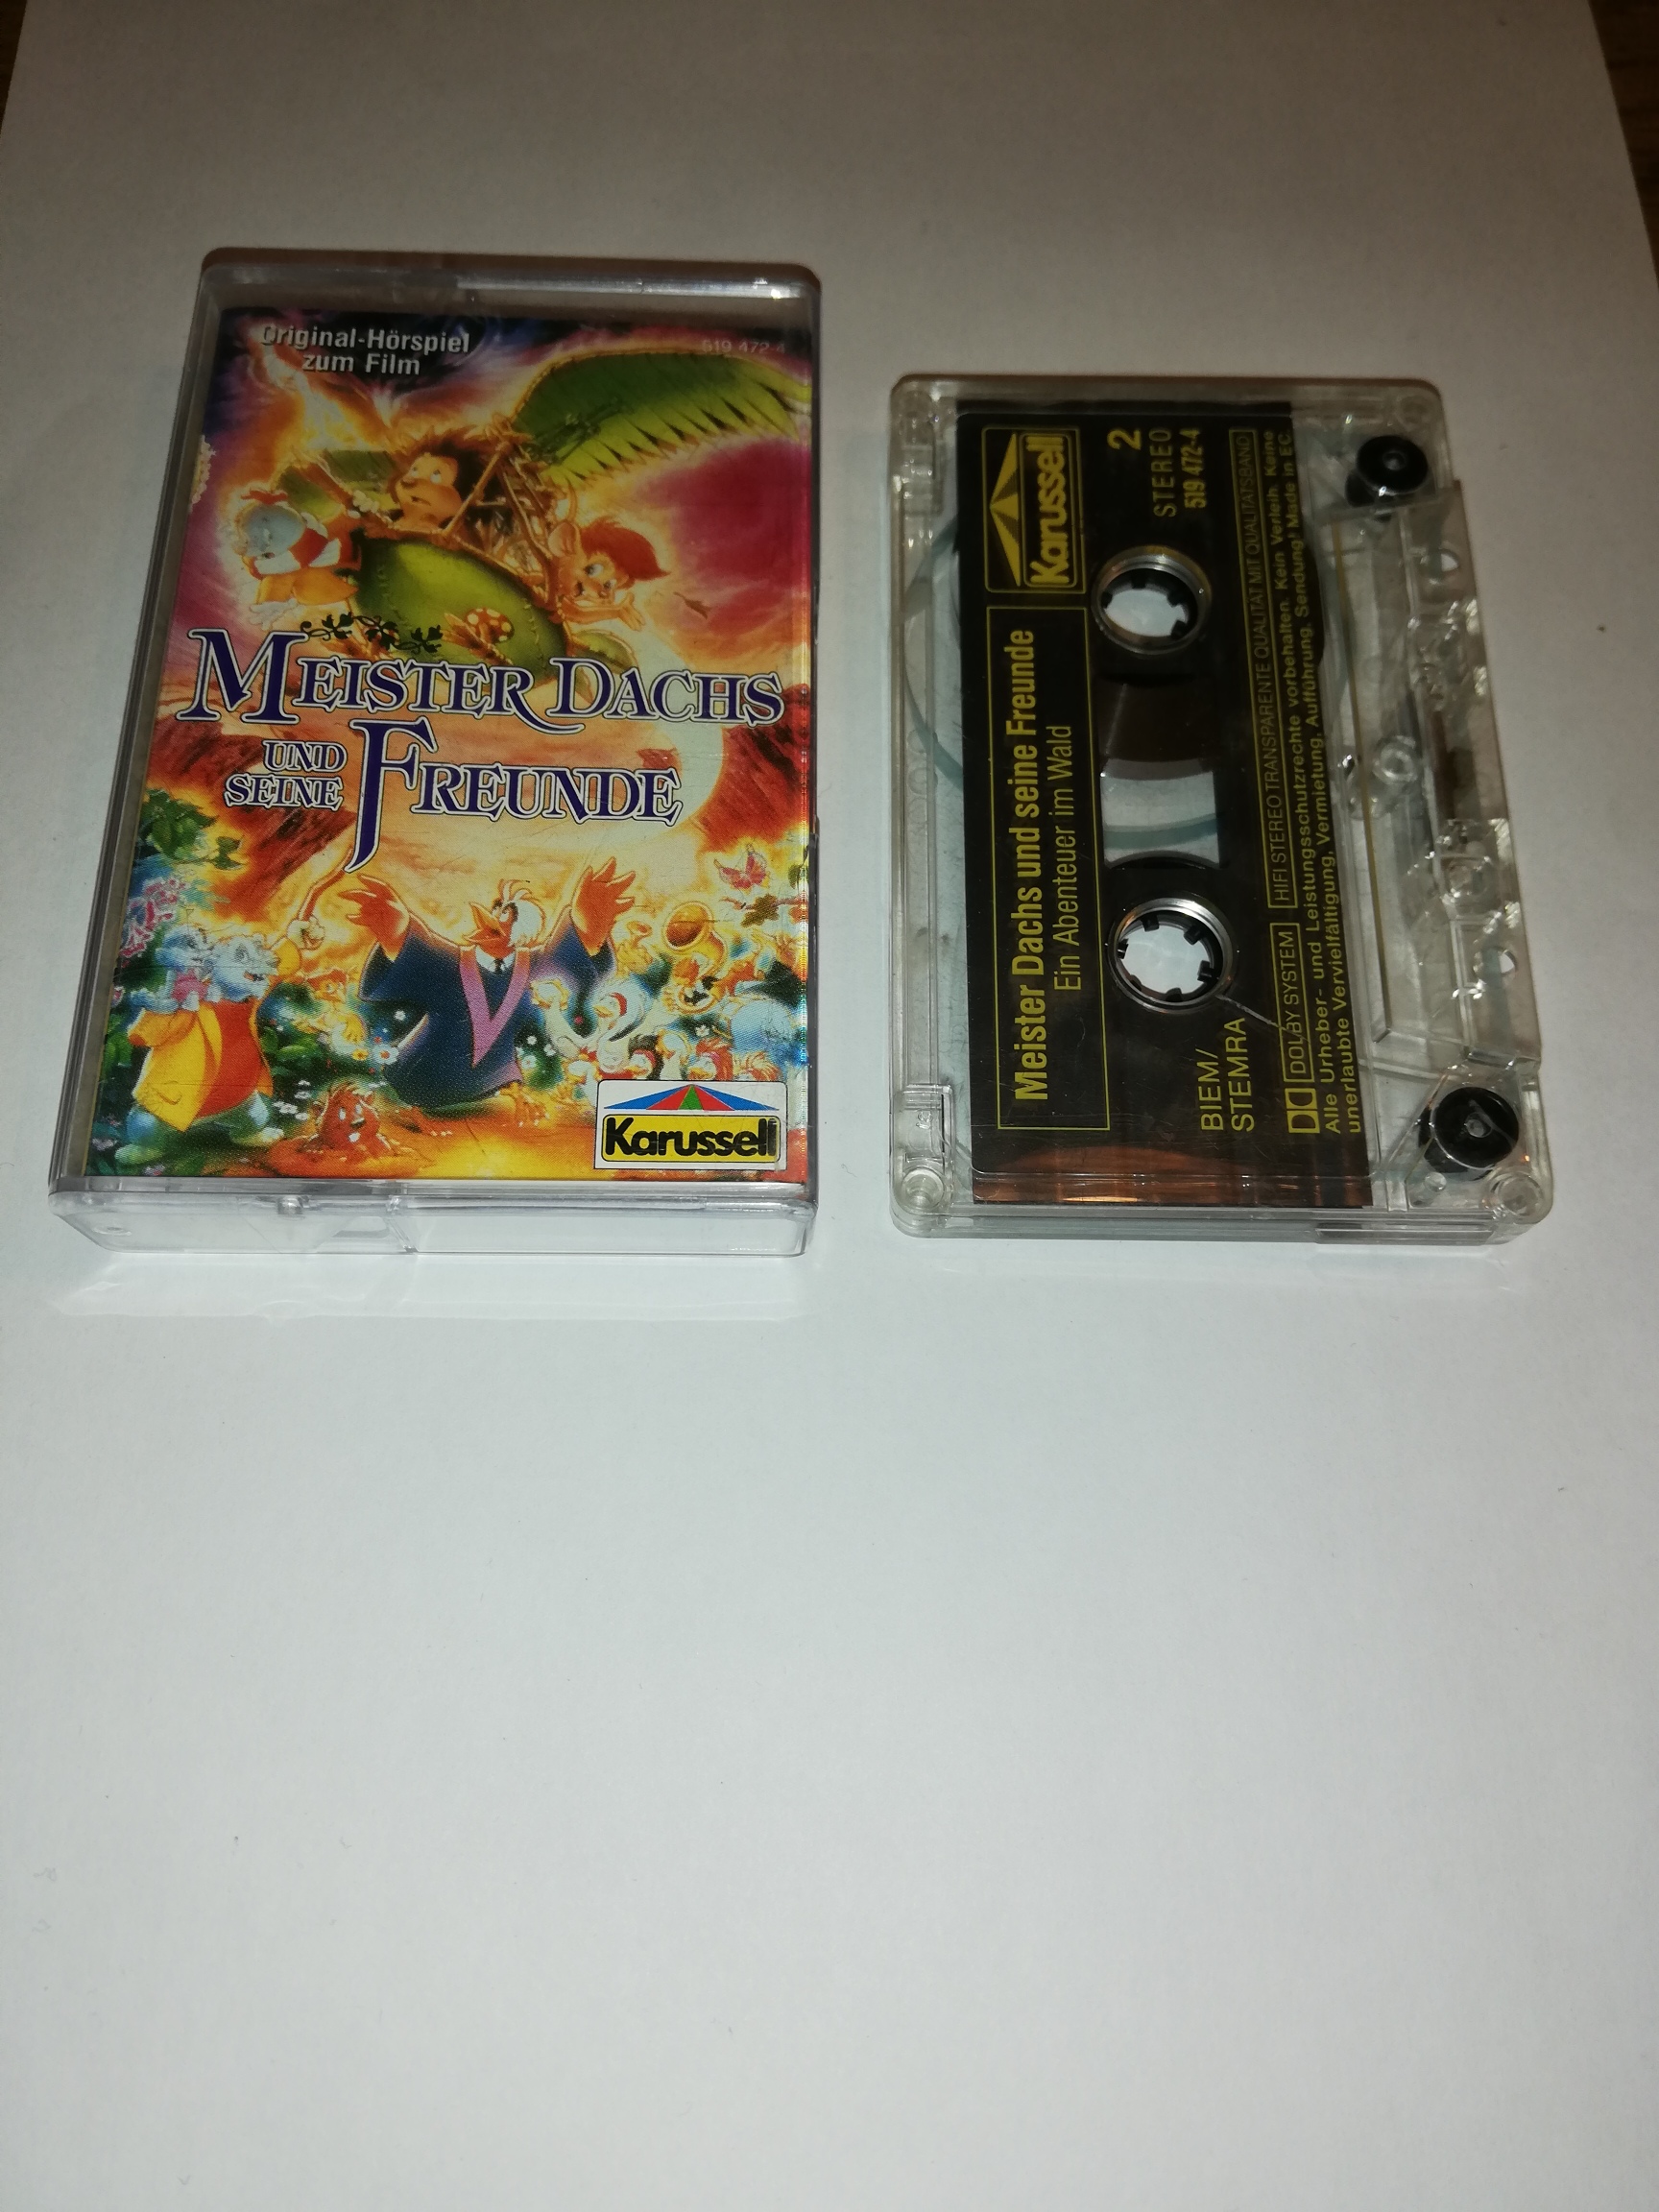 Original-Hörspiel
zum Film
519 472-4
MEISTER DACHS
UND
SEINE FREUNDE
Karussell
Karussell
2
STEREO
519 472-4
Meister Dachs und seine Freunde
Ein Abenteuer im Wald
BIEM/
STEMRA
DOLBY SYSTEM HIFI STEREO TRANSPARENTE QUALITÄT MIT QUALITÄTSBAND
Alle Urheber- und Leistungsschutzrechte vorbehalten. Kein Verleih. Keine
unerlaubte Vervielfältigung, Vermietung, Aufführung, Sendung! Made in EC.